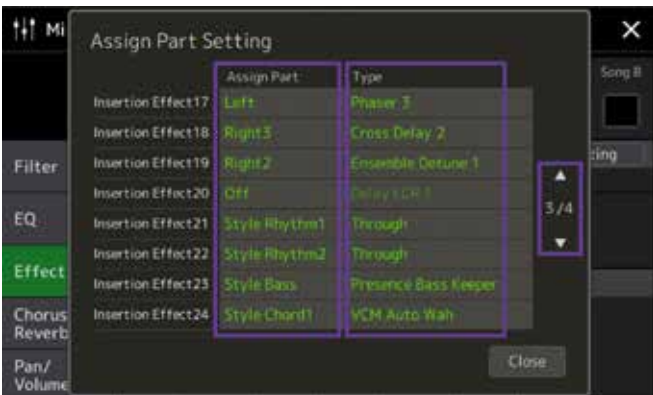 Mi
Assign Part Setting
Assign Part Type
Song B
Insertion Effect17 Left Phaser 3
Insertion Effect18 Right3 Cross Delay 2
Insertion Effect19 Right2 Ensemble Detune 1
ting
Filter
Insertion Effect20 Off Delay LCR 1
3/4
EQ
Insertion Effect21 Style Rhythm1 Through
Insertion Effect22 Style Rhythm2 Through
Effect
Insertion Effect23 Style Bass Presence Bass Keeper
Insertion Effect24 Style Chord1 VCM Auto Wah
Chorus
Reverb
Close
Pan/
Volume